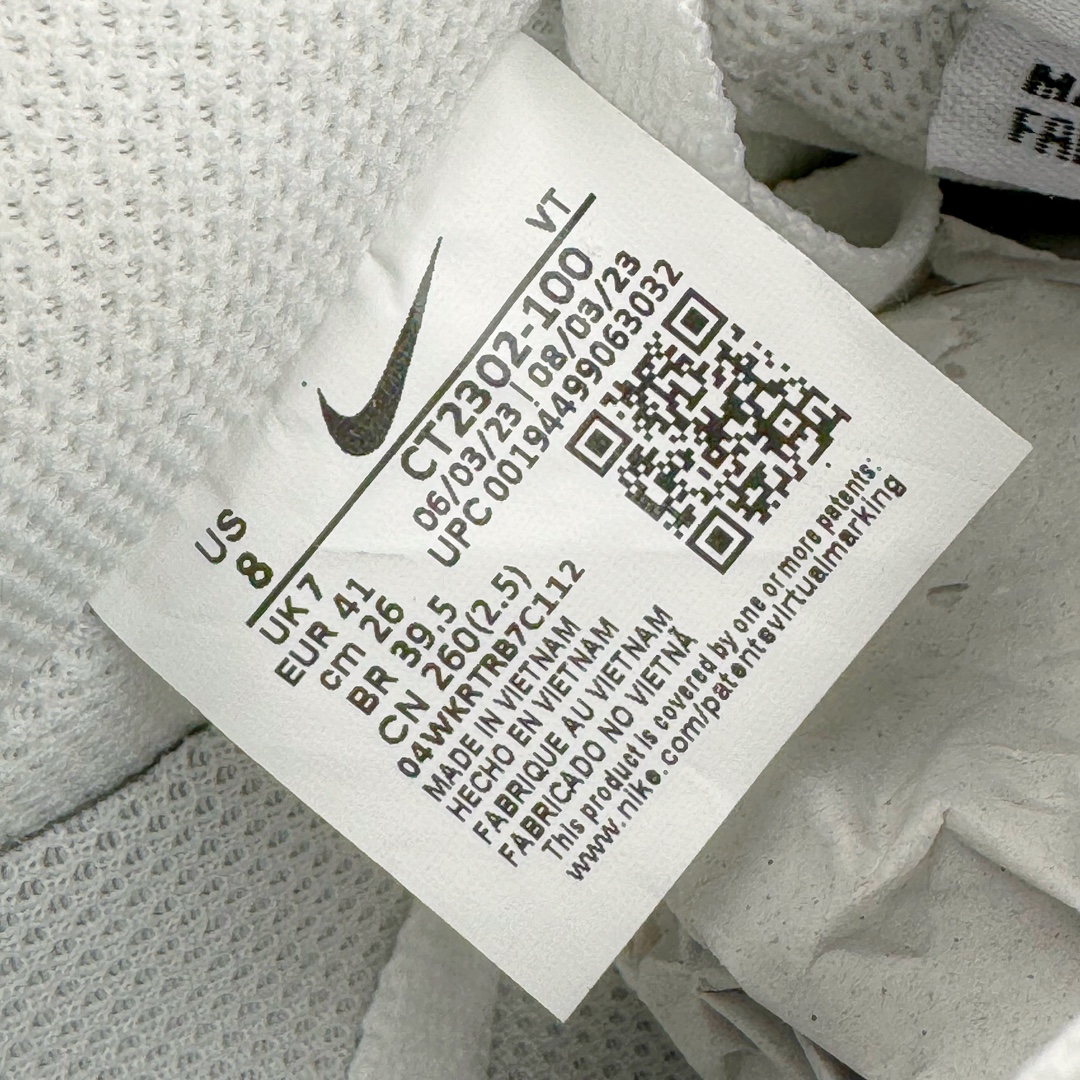 VT
US
8
CT2302-100
06/03/23 | 08/03/23
UPC 00194499063032
UK 7
EUR 41
cm 26
BR 39.5
CN 260(2.5)
04WKRTRB7C112
MADE IN VIETNAM
HECHO EN VIETNAM
FABRIQUE AU VIETNAM
FABRICADO NO VIETNÃ
This product is covered by one or more patents:
www.nike.com/patentsvirtualmarking